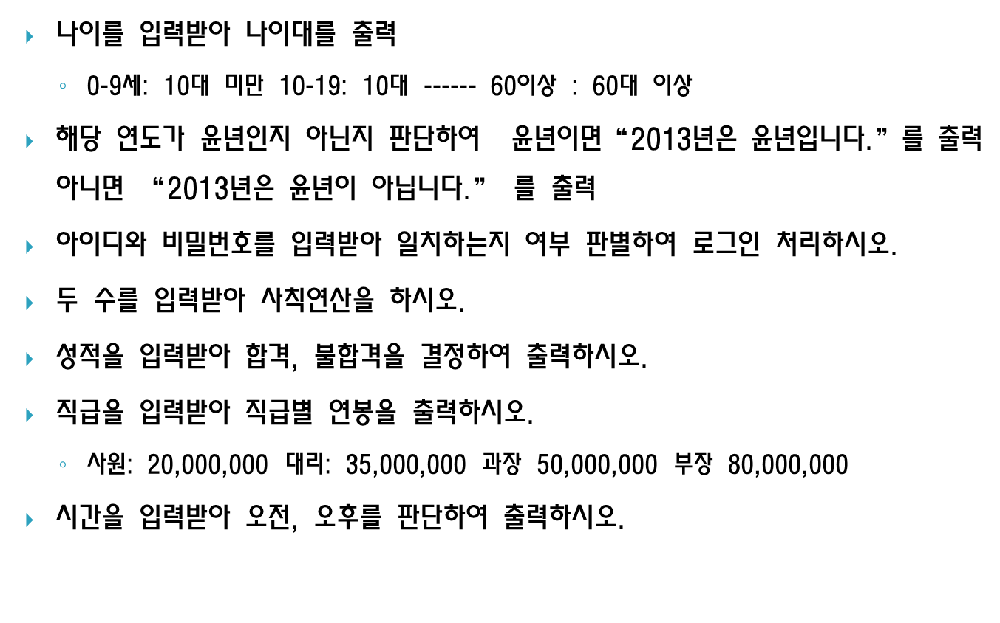 나이를 입력받아 나이대를 출력
0-9세: 10대 미만 10-19: 10대 ------ 60이상 : 60대 이상
해당 연도가 윤년인지 아닌지 판단하여 윤년이면 “2013년은 윤년입니다.” 를 출력
아니면 “2013년은 윤년이 아닙니다.” 를 출력
아이디와 비밀번호를 입력받아 일치하는지 여부 판별하여 로그인 처리하시오.
두 수를 입력받아 사칙연산을 하시오.
성적을 입력받아 합격, 불합격을 결정하여 출력하시오.
직급을 입력받아 직급별 연봉을 출력하시오.
사원: 20,000,000 대리: 35,000,000 과장 50,000,000 부장 80,000,000
시간을 입력받아 오전, 오후를 판단하여 출력하시오.